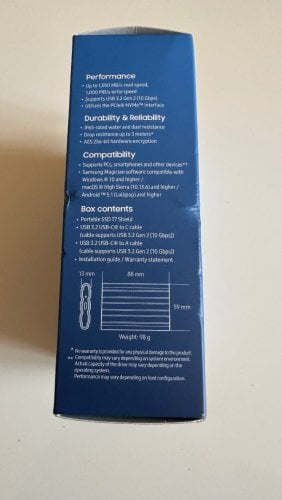 Performance
• Up to 1,050 MB/s read speed,
1,000 MB/s write speed
• Supports USB 3.2 Gen 2 (10 Gbps)
• Utilizes the PCIe® NVMe™ Interface
Durability & Reliability
• IP65-rated water and dust resistance
• Drop resistance up to 3 meters*
• AES 256-bit hardware encryption
Compatibility
• Supports PCs, smartphones and other devices**
• Samsung Magician software compatible with
Windows ® 10 and higher /
macOS ® High Sierra (10.13.6) and higher /
Android ™ 5.1 (Lollipop) and higher
Box contents
• Portable SSD T7 Shield
• USB 3.2 USB-C® to C cable
(cable supports USB 3.2 Gen 2 [10 Gbps])
• USB 3.2 USB-C® to A cable
(cable supports USB 3.2 Gen 2 [10 Gbps])
• Installation guide / Warranty statement
13 mm 88 mm
59 mm
Weight: 98 g
* No warranty is provided for any physical damage to the product.
** Compatibility may vary depending on system environment.
Actual capacity of the drive may vary depending on the
operating system.
Performance may vary depending on host configuration.